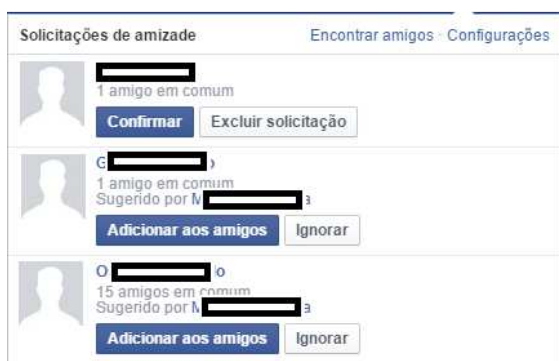 Solicitações de amizade Encontrar amigos · Configurações
1 amigo em comum
Confirmar Excluir solicitação
1 amigo em comum
Sugerido por
Adicionar aos amigos Ignorar
15 amigos em comum
Sugerido por
Adicionar aos amigos Ignorar